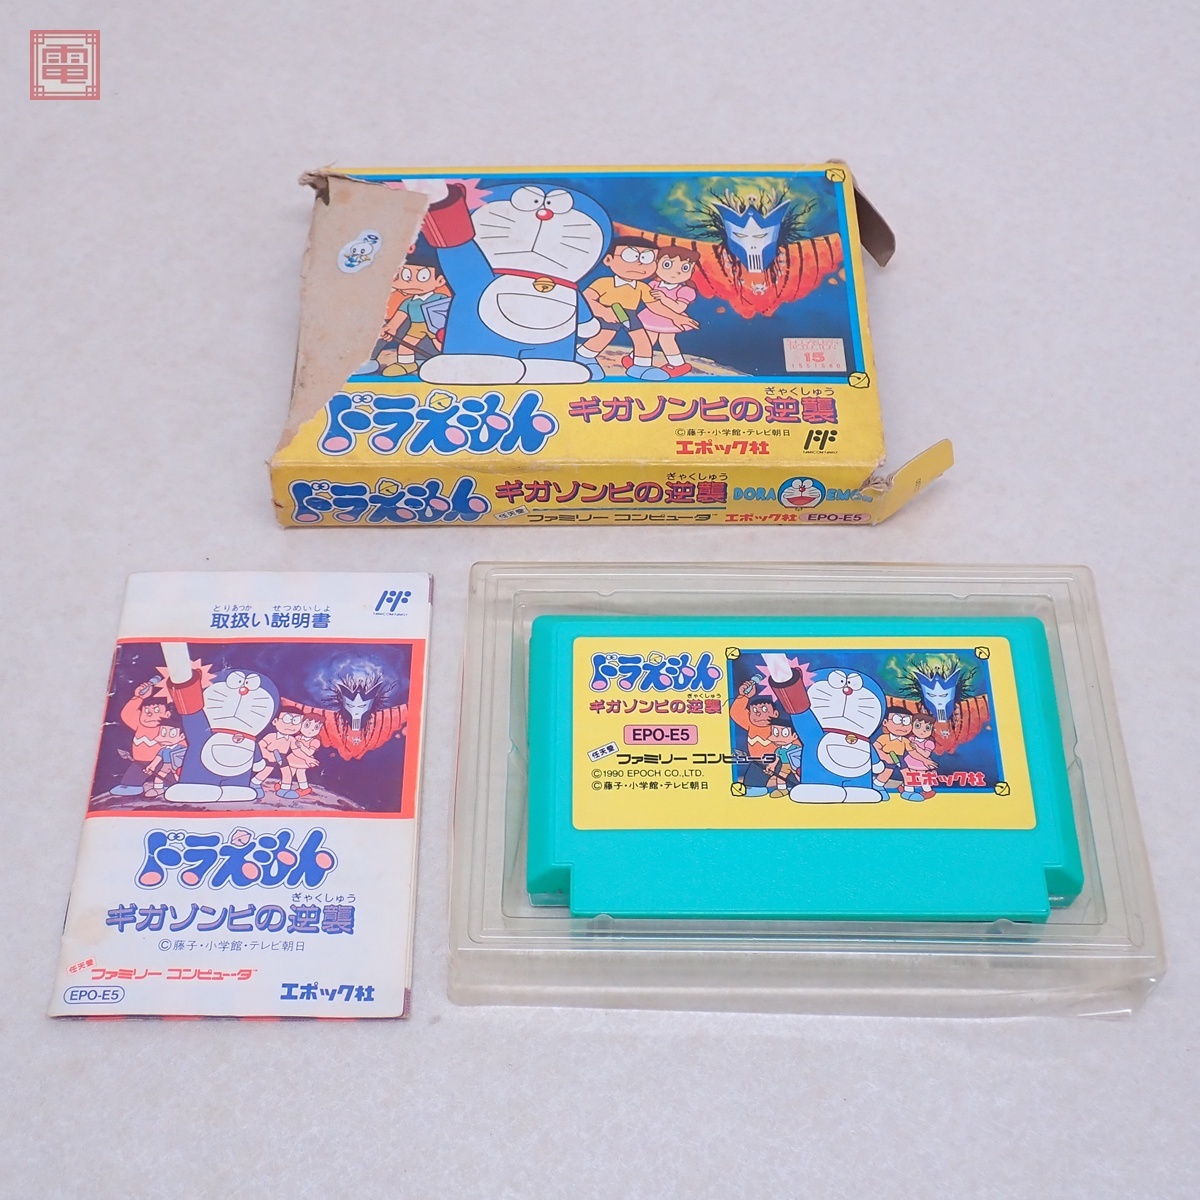 電
ドラえもん
ぎゃくしゅう
ギガゾンビの逆襲
©藤子・小学館・テレビ朝日
エポック社
15
ドラえもん
ぎゃくしゅう
ギガゾンビの逆襲
DORA EMON
任天堂
ファミリー コンピュータ
エポック社 EPO-E5
とりあつか せつめいしょ
取扱い説明書
ドラえもん
ぎゃくしゅう
ギガゾンビの逆襲
©藤子・小学館・テレビ朝日
任天堂
ファミリー コンピュータ
EPO-E5
エポック社
ドラえもん
ぎゃくしゅう
ギガゾンビの逆襲
EPO-E5
任天堂
ファミリー コンピュータ
©1990 EPOCH CO.,LTD.
©藤子・小学館・テレビ朝日
エポック社